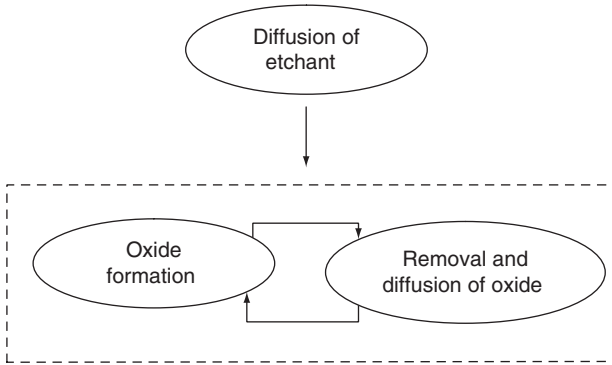 Diffusion of
etchant
Oxide
formation
Removal and
diffusion of oxide